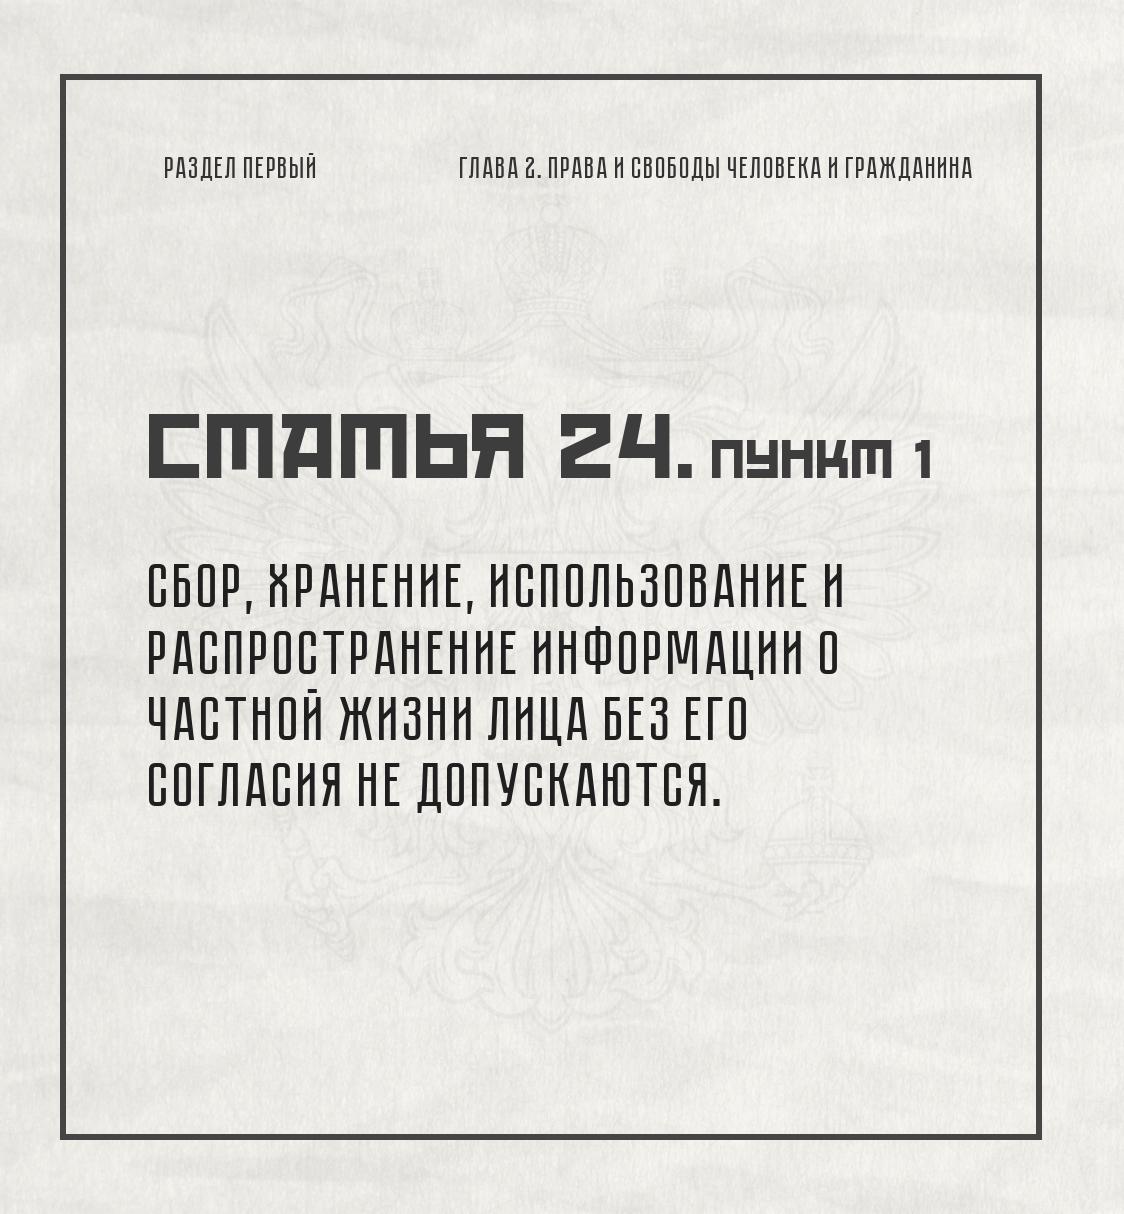 РАЗДЕЛ ПЕРВЫЙ
ГЛАВА 2. ПРАВА И СВОБОДЫ ЧЕЛОВЕКА И ГРАЖДАНИНА
СТАТЬЯ 24. ПУНКТ 1
СБОР, ХРАНЕНИЕ, ИСПОЛЬЗОВАНИЕ И
РАСПРОСТРАНЕНИЕ ИНФОРМАЦИИ О
ЧАСТНОЙ ЖИЗНИ ЛИЦА БЕЗ ЕГО
СОГЛАСИЯ НЕ ДОПУСКАЮТСЯ.